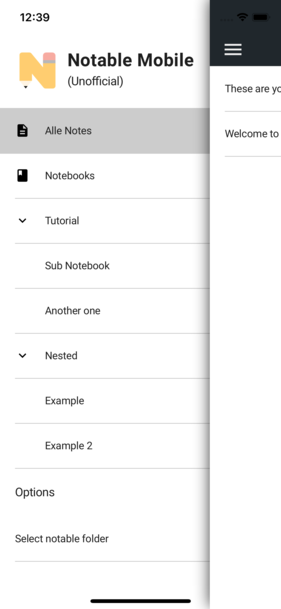 12:39
Notable Mobile
(Unofficial)
Alle Notes
Notebooks
Tutorial
Sub Notebook
Another one
Nested
Example
Example 2
Options
Select notable folder
These are yo
Welcome to